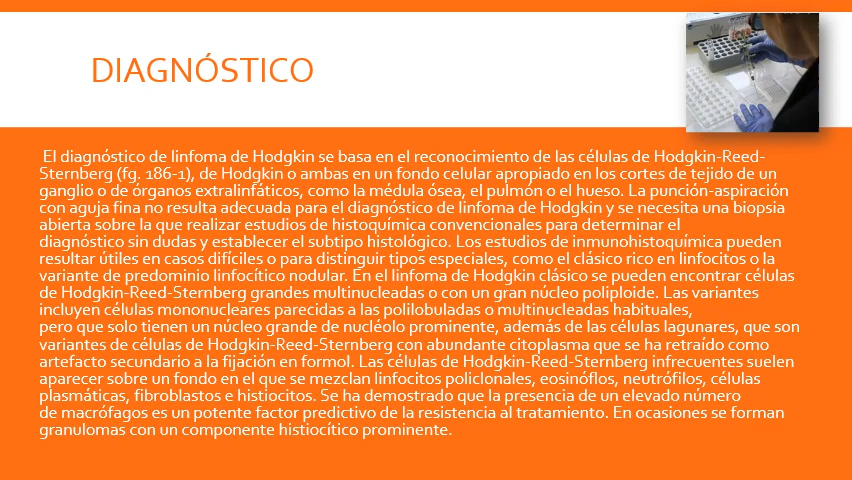 DIAGNÓSTICO
El diagnóstico de linfoma de Hodgkin se basa en el reconocimiento de las células de Hodgkin-Reed-
Sternberg (fg. 186-1), de Hodgkin o ambas en un fondo celular apropiado en los cortes de tejido de un
ganglio o de órganos extralinfáticos, como la médula ósea, el pulmón o el hueso. La punción-aspiración
con aguja fina no resulta adecuada para el diagnóstico de linfoma de Hodgkin y se necesita una biopsia
abierta sobre la que realizar estudios de histoquímica convencionales para determinar el
diagnóstico sin dudas y establecer el subtipo histológico. Los estudios de inmunohistoquímica pueden
resultar útiles en casos difíciles o para distinguir tipos especiales, como el clásico rico en linfocitos o la
variante de predominio linfocítico nodular. En el linfoma de Hodgkin clásico se pueden encontrar células
de Hodgkin-Reed-Sternberg grandes multinucleadas o con un gran núcleo poliploide. Las variantes
incluyen células mononucleares parecidas a las polilobuladas o multinucleadas habituales,
pero que solo tienen un núcleo grande de nucléolo prominente, además de las células lagunares, que son
variantes de células de Hodgkin-Reed-Sternberg con abundante citoplasma que se ha retraído como
artefacto secundario a la fijación en formol. Las células de Hodgkin-Reed-Sternberg infrecuentes suelen
aparecer sobre un fondo en el que se mezclan linfocitos policlonales, eosinóflos, neutrófilos, células
plasmáticas, fibroblastos e histiocitos. Se ha demostrado que la presencia de un elevado número
de macrófagos es un potente factor predictivo de la resistencia al tratamiento. En ocasiones se forman
granulomas con un componente histiocítico prominente.